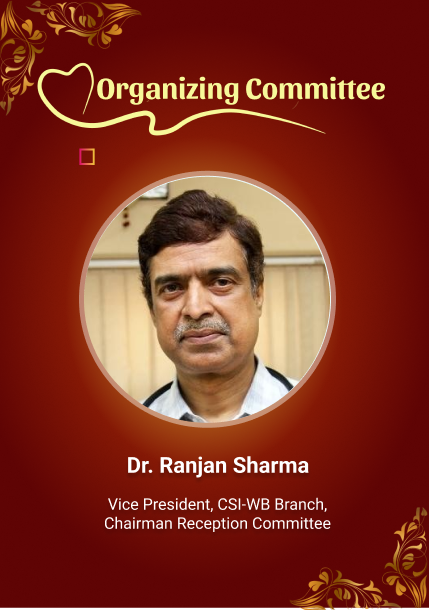 Organizing Committee
Dr. Ranjan Sharma
Vice President, CSI-WB Branch,
Chairman Reception Committee